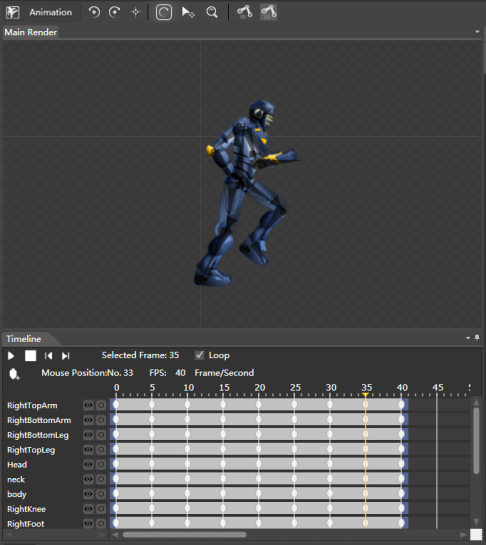 Animation
Main Render
Timeline
Selected Frame: 35 Loop
Mouse Position:No. 33 FPS: 40 Frame/Second
0 5 10 15 20 25 30 35 40 45
RightTopArm
RightBottomArm
RightBottomLeg
RightTopLeg
Head
neck
body
RightKnee
RightFoot